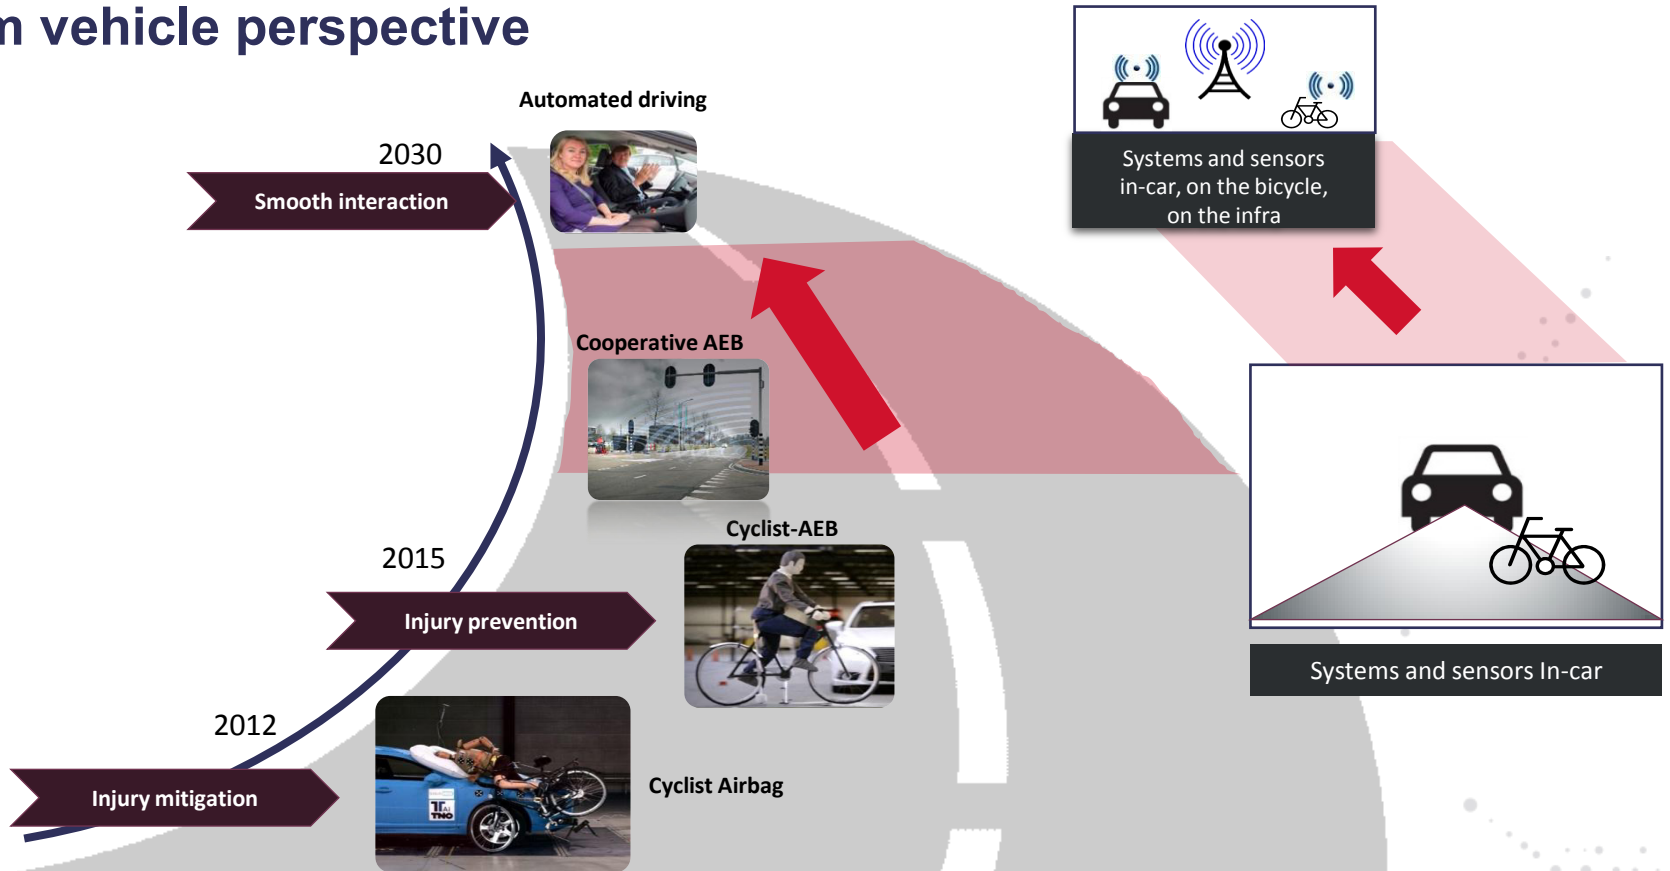 m vehicle perspective
Automated driving
2030
Smooth interaction
Systems and sensors
in-car, on the bicycle,
on the infra
Cooperative AEB
Cyclist-AEB
2015
Injury prevention
Systems and sensors In-car
2012
Injury mitigation
Cyclist Airbag
TNO